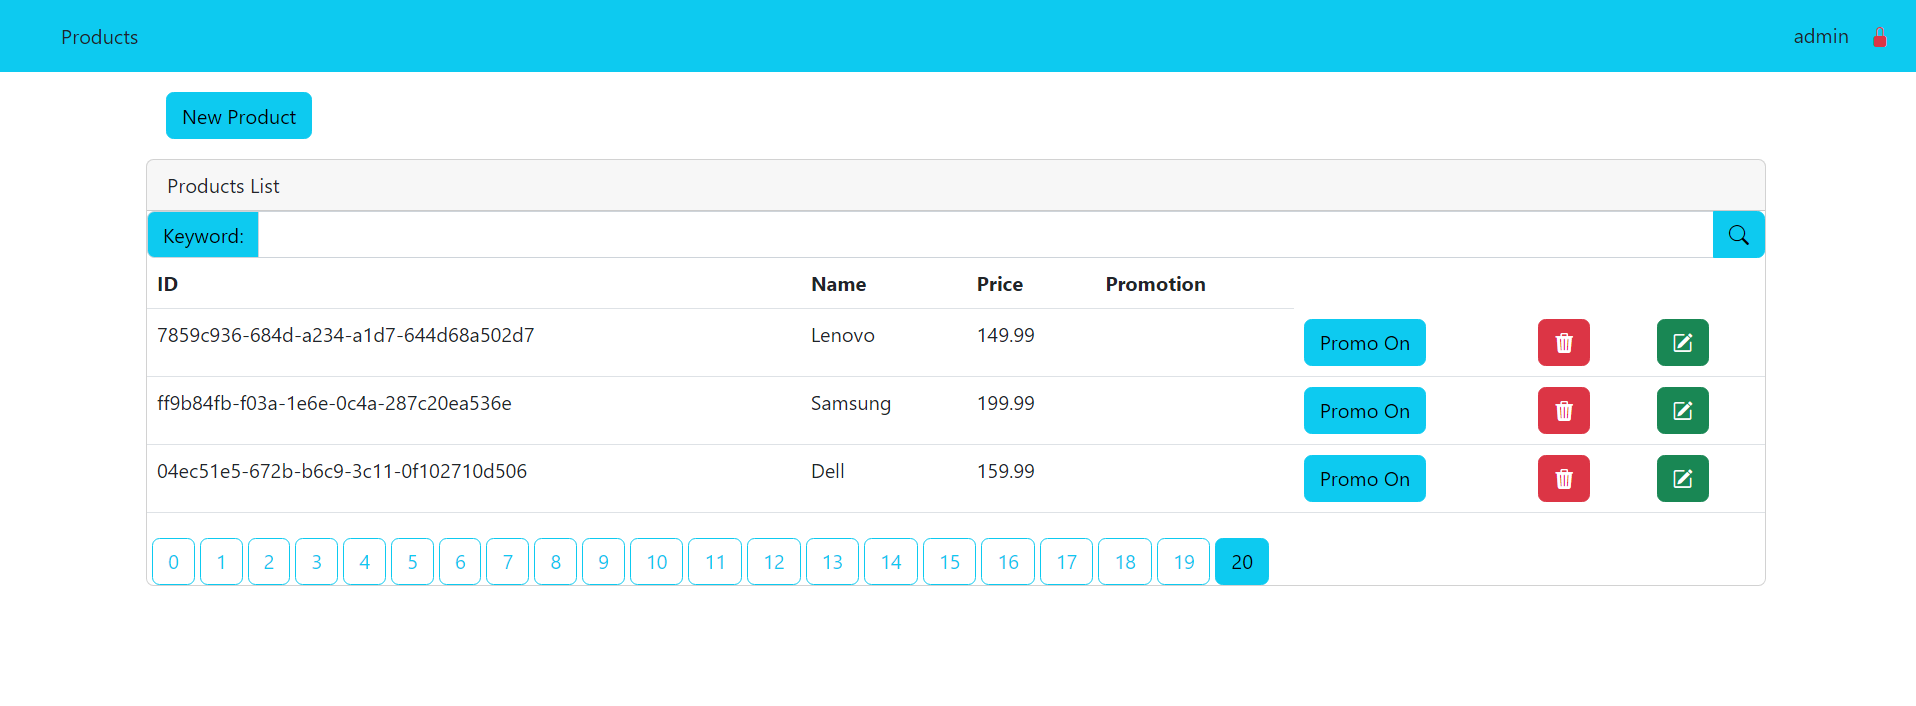 Products admin
New Product
Products List
Keyword:
ID Name Price Promotion
7859c936-684d-a234-a1d7-644d68a502d7 Lenovo 149.99 Promo On
ff9b84fb-f03a-1e6e-0c4a-287c20ea536e Samsung 199.99 Promo On
04ec51e5-672b-b6c9-3c11-0f102710d506 Dell 159.99 Promo On
0 1 2 3 4 5 6 7 8 9 10 11 12 13 14 15 16 17 18 19 20